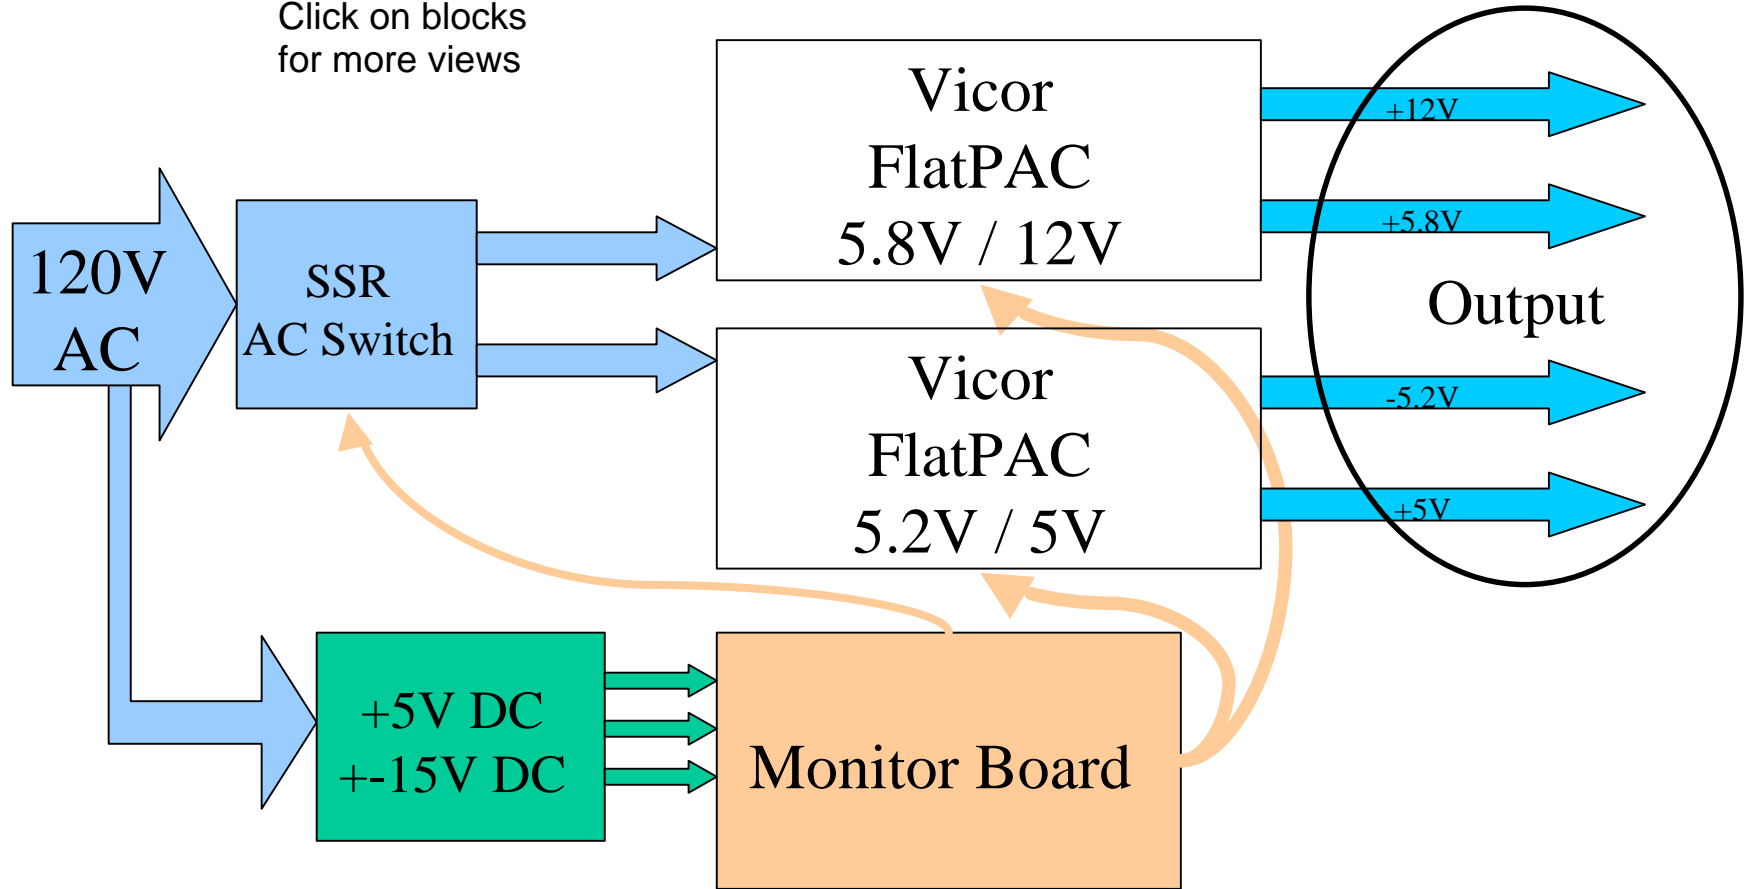 Click on blocks
for more views
Vicor
FlatPAC
5.8V / 12V
+12V
+5.8V
120V
AC
SSR
AC Switch
Output
Vicor
FlatPAC
5.2V / 5V
-5.2V
+5V
+5V DC
+-15V DC
Monitor Board